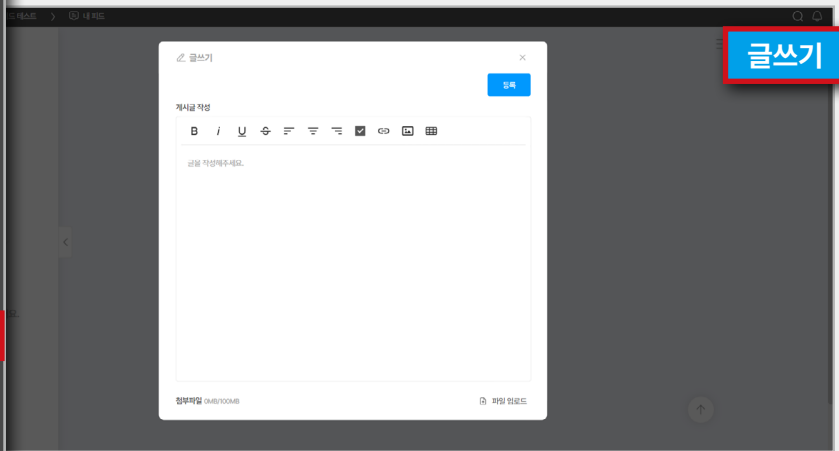 드테스트 > 내 피드
글쓰기
글쓰기
등록
게시글 작성
B i U S
글을 작성해주세요.
요.
첨부파일 0MB/100MB
파일 업로드